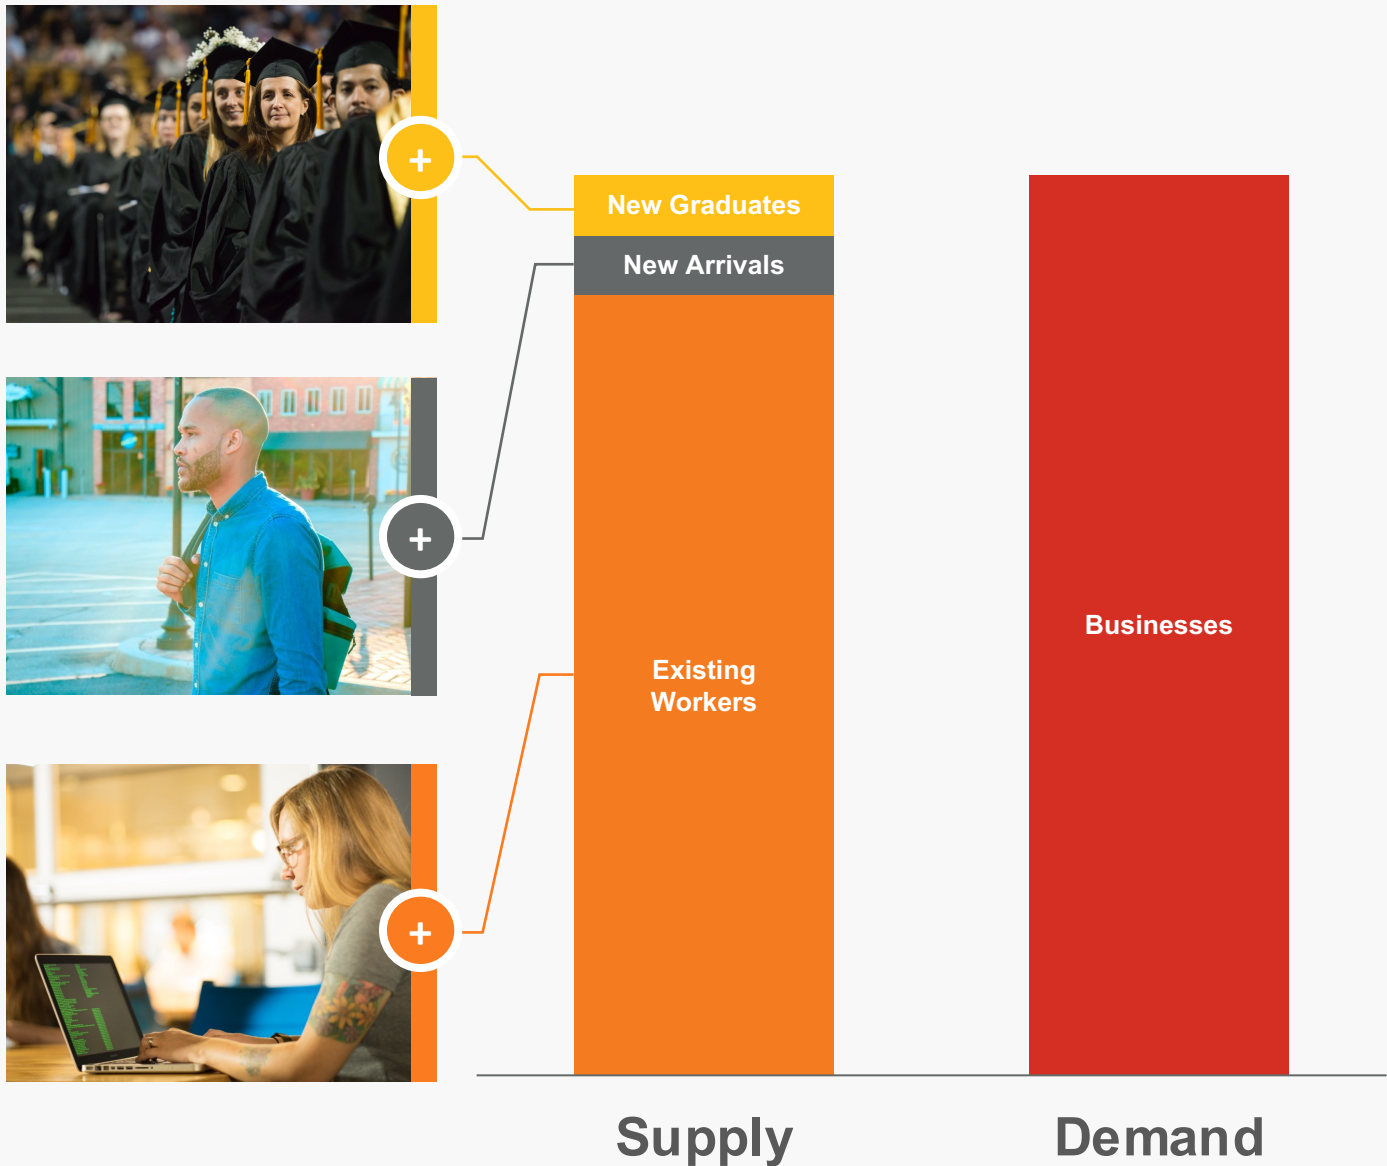 +
New Graduates
New Arrivals
+
Existing
Workers
+
Businesses
Supply
Demand